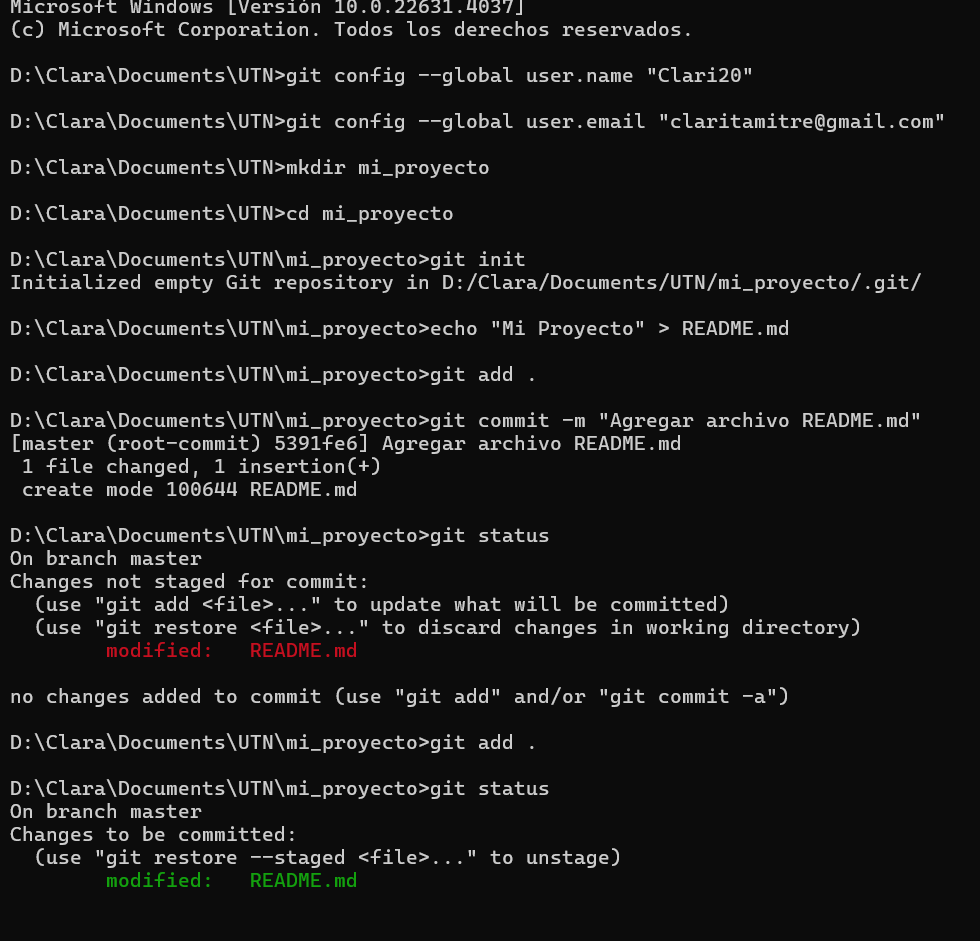 Microsoft Windows [Versión 10.0.22631.4037]
(c) Microsoft Corporation. Todos los derechos reservados.
D:\Clara\Documents\UTN>git config --global user.name "Clari20"
D:\Clara\Documents\UTN>git config --global user.email "claritamitre@gmail.com"
D:\Clara\Documents\UTN>mkdir mi_proyecto
D:\Clara\Documents\UTN>cd mi_proyecto
D:\Clara\Documents\UTN\mi_proyecto>git init
Initialized empty Git repository in D:/Clara/Documents/UTN/mi_proyecto/.git/
D:\Clara\Documents\UTN\mi_proyecto>echo "Mi Proyecto" > README.md
D:\Clara\Documents\UTN\mi_proyecto>git add .
D:\Clara\Documents\UTN\mi_proyecto>git commit -m "Agregar archivo README.md"
[master (root-commit) 5391fe6] Agregar archivo README.md
 1 file changed, 1 insertion(+)
 create mode 100644 README.md
D:\Clara\Documents\UTN\mi_proyecto>git status
On branch master
Changes not staged for commit:
  (use "git add <file>..." to update what will be committed)
  (use "git restore <file>..." to discard changes in working directory)
        modified:   README.md
no changes added to commit (use "git add" and/or "git commit -a")
D:\Clara\Documents\UTN\mi_proyecto>git add .
D:\Clara\Documents\UTN\mi_proyecto>git status
On branch master
Changes to be committed:
  (use "git restore --staged <file>..." to unstage)
        modified:   README.md